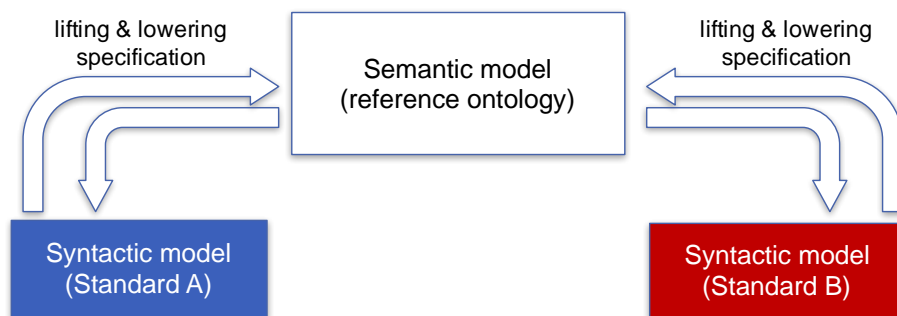 lifting & lowering
specification
Semantic model
(reference ontology)
lifting & lowering
specification
Syntactic model
(Standard A)
Syntactic model
(Standard B)